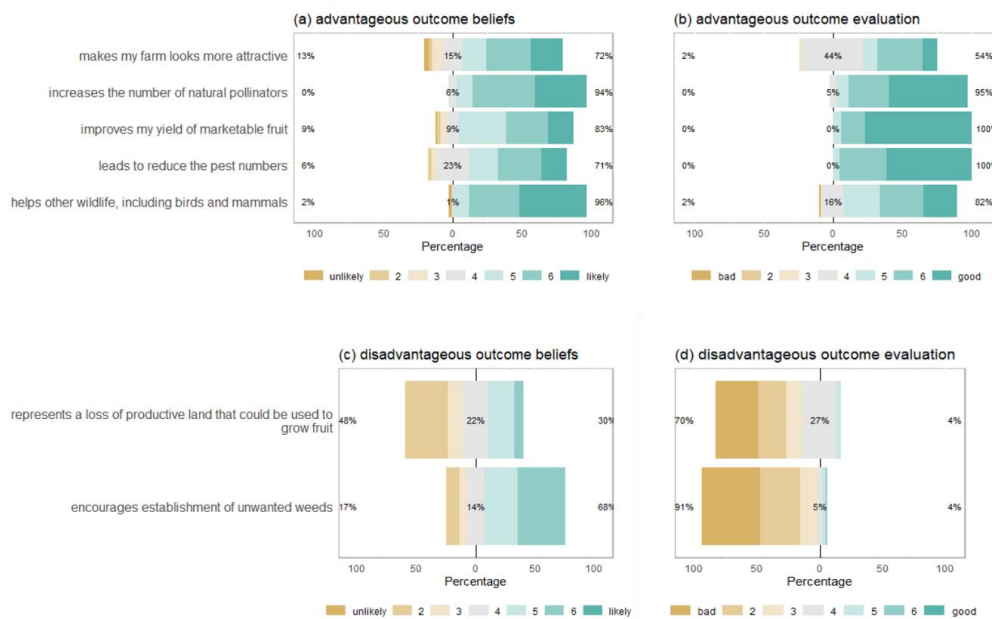 (a) advantageous outcome beliefs
(b) advantageous outcome evaluation
makes my farm looks more attractive
13% 15% 72%
2% 44% 54%
increases the number of natural pollinators
0% 6% 94%
0% 5% 95%
improves my yield of marketable fruit
9% 9% 83%
0% 0% 100%
leads to reduce the pest numbers
6% 23% 71%
0% 0% 100%
helps other wildlife, including birds and mammals
2% 1% 96%
2% 16% 82%
100 50 0 50 100
100 50 0 50 100
Percentage
Percentage
unlikely 2 3 4 5 6 likely
bad 2 3 4 5 6 good
(c) disadvantageous outcome beliefs
(d) disadvantageous outcome evaluation
represents a loss of productive land that could be used to
grow fruit
48% 22% 30%
70% 27% 4%
encourages establishment of unwanted weeds
17% 14% 68%
91% 5% 4%
100 50 0 50 100
100 50 0 50 100
Percentage
Percentage
unlikely 2 3 4 5 6 likely
bad 2 3 4 5 6 good